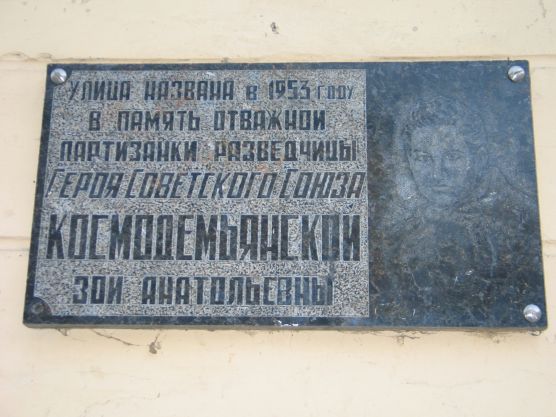 УЛИЦА НАЗВАНА В 1953 ГОДУ
В ПАМЯТЬ ОТВАЖНОЙ
ПАРТИЗАНКИ РАЗВЕДЧИЦЫ
ГЕРОЯ СОВЕТСКОГО СОЮЗА
КОСМОДЕМЬЯНСКОЙ
ЗОИ АНАТОЛЬЕВНЫ